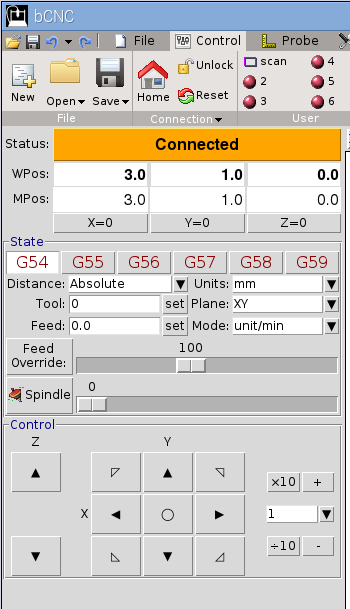 bCNC
File Control Probe
New Open Save Home Unlock Reset scan 4
2 5
3 6
File Connection User
Status: Connected
WPos: 3.0 1.0 0.0
MPos: 3.0 1.0 0.0
X=0 Y=0 Z=0
State
G54 G55 G56 G57 G58 G59
Distance: Absolute Units: mm
Tool: 0 set Plane: XY
Feed: 0.0 set Mode: unit/min
Feed Override: 100
Spindle 0
Control
Z Y
×10 +
X 1
÷10 -